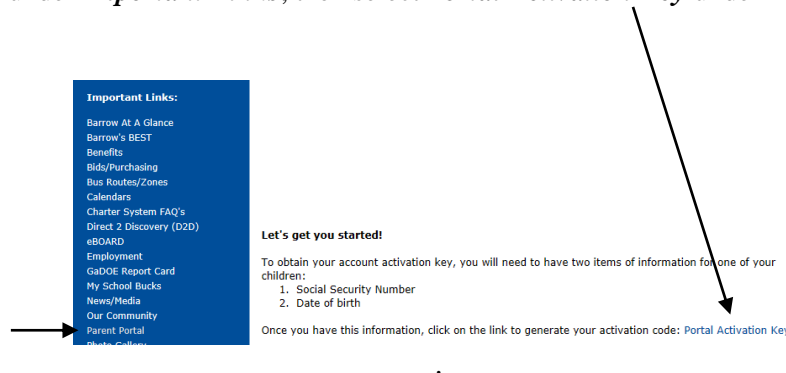 Important Links:
Barrow At A Glance
Barrow's BEST
Benefits
Bids/Purchasing
Bus Routes/Zones
Calendars
Charter System FAQ's
Direct 2 Discovery (D2D)
eBOARD
Employment
GaDOE Report Card
My School Bucks
News/Media
Our Community
Parent Portal
Photo Gallery
Let's get you started!
To obtain your account activation key, you will need to have two items of information for one of your
children:
1. Social Security Number
2. Date of birth
Once you have this information, click on the link to generate your activation code: Portal Activation Key